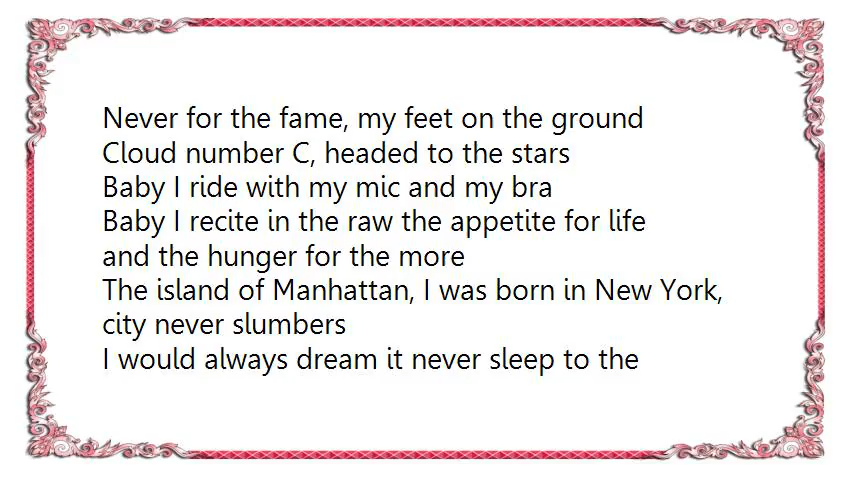 Never for the fame, my feet on the ground
Cloud number C, headed to the stars
Baby I ride with my mic and my bra
Baby I recite in the raw the appetite for life
and the hunger for the more
The island of Manhattan, I was born in New York,
city never slumbers
I would always dream it never sleep to the